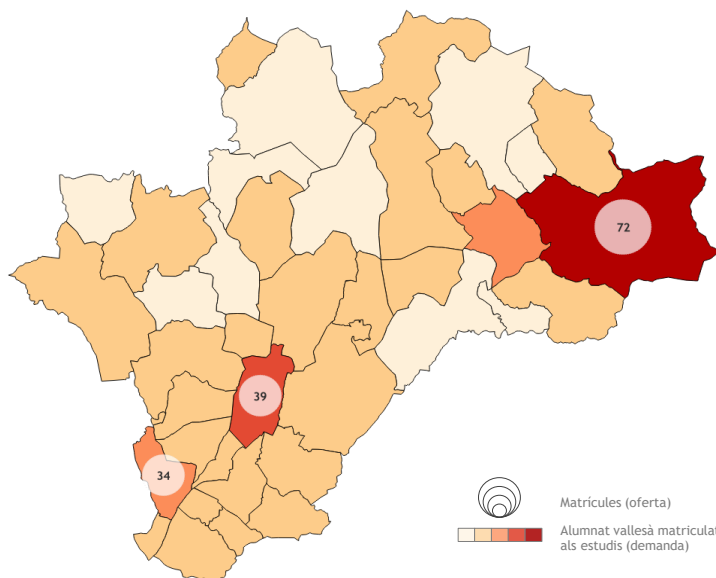 72
39
34
Matrícules (oferta)
Alumnat vallesà matriculat
als estudis (demanda)